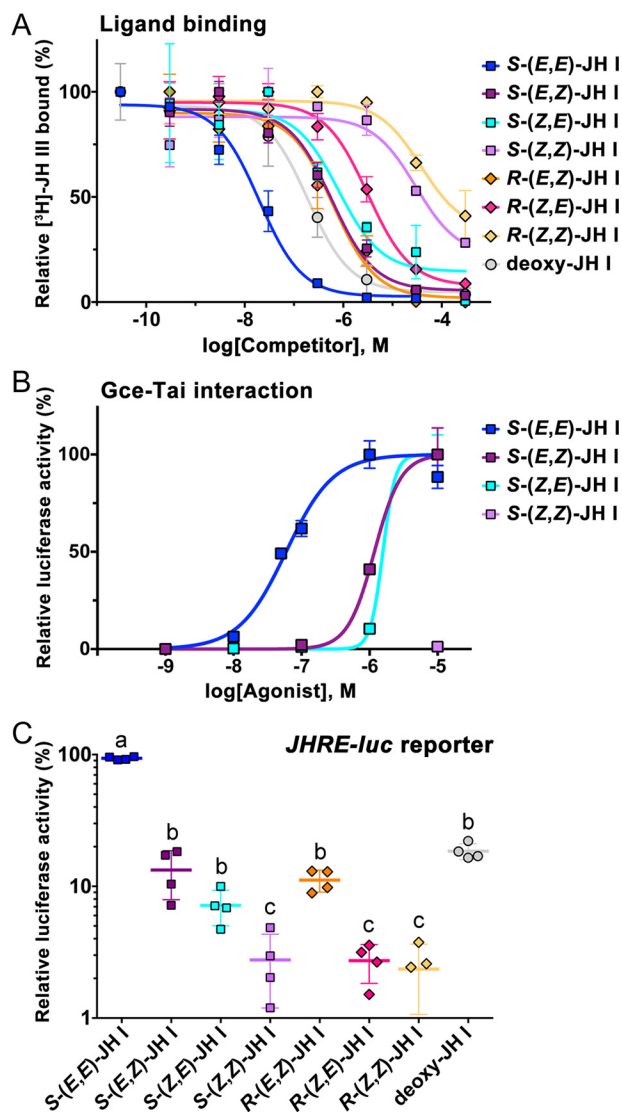 A
Ligand binding
Relative [³H]-JH III bound (%)
100
50
0
-10
-8
-6
-4
log[Competitor], M
S-(E,E)-JH I
S-(E,Z)-JH I
S-(Z,E)-JH I
S-(Z,Z)-JH I
R-(E,Z)-JH I
R-(Z,E)-JH I
R-(Z,Z)-JH I
deoxy-JH I
B
Gce-Tai interaction
Relative luciferase activity (%)
100
50
0
-9
-8
-7
-6
-5
log[Agonist], M
S-(E,E)-JH I
S-(E,Z)-JH I
S-(Z,E)-JH I
S-(Z,Z)-JH I
C
JHRE-luc reporter
Relative luciferase activity (%)
100
10
1
a
b
b
c
b
c
c
b
S-(E,E)-JH I
S-(E,Z)-JH I
S-(Z,E)-JH I
S-(Z,Z)-JH I
R-(E,Z)-JH I
R-(Z,E)-JH I
R-(Z,Z)-JH I
deoxy-JH I